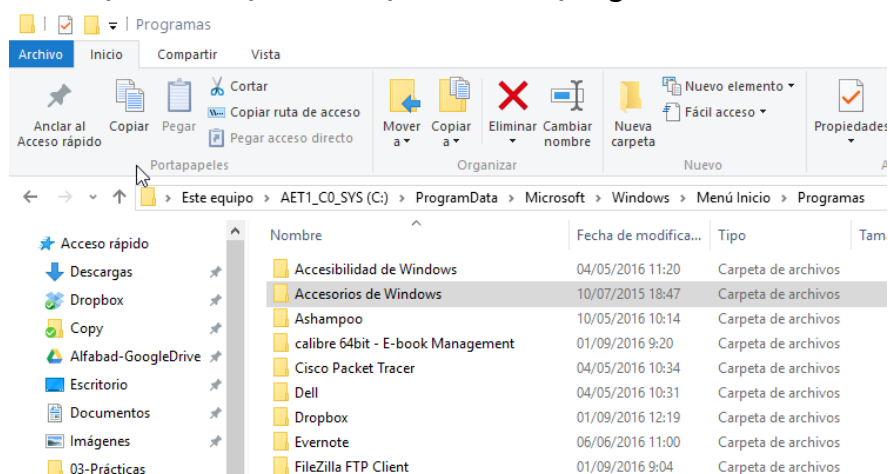 Programas
Archivo Inicio Compartir Vista
Anclar al Acceso rápido
Copiar
Pegar
Cortar
Copiar ruta de acceso
Pegar acceso directo
Portapapeles
Mover a
Copiar a
Eliminar
Cambiar nombre
Organizar
Nueva carpeta
Nuevo elemento
Fácil acceso
Nuevo
Propiedades
Este equipo > AET1_C0_SYS (C:) > ProgramData > Microsoft > Windows > Menú Inicio > Programas
Acceso rápido
Descargas
Dropbox
Copy
Alfabad-GoogleDrive
Escritorio
Documentos
Imágenes
03-Prácticas
Nombre Fecha de modifica... Tipo Tam
Accesibilidad de Windows 04/05/2016 11:20 Carpeta de archivos
Accesorios de Windows 10/07/2015 18:47 Carpeta de archivos
Ashampoo 10/05/2016 10:14 Carpeta de archivos
calibre 64bit - E-book Management 01/09/2016 9:20 Carpeta de archivos
Cisco Packet Tracer 04/05/2016 10:34 Carpeta de archivos
Dell 04/05/2016 10:31 Carpeta de archivos
Dropbox 01/09/2016 12:19 Carpeta de archivos
Evernote 06/06/2016 11:00 Carpeta de archivos
FileZilla FTP Client 01/09/2016 9:04 Carpeta de archivos